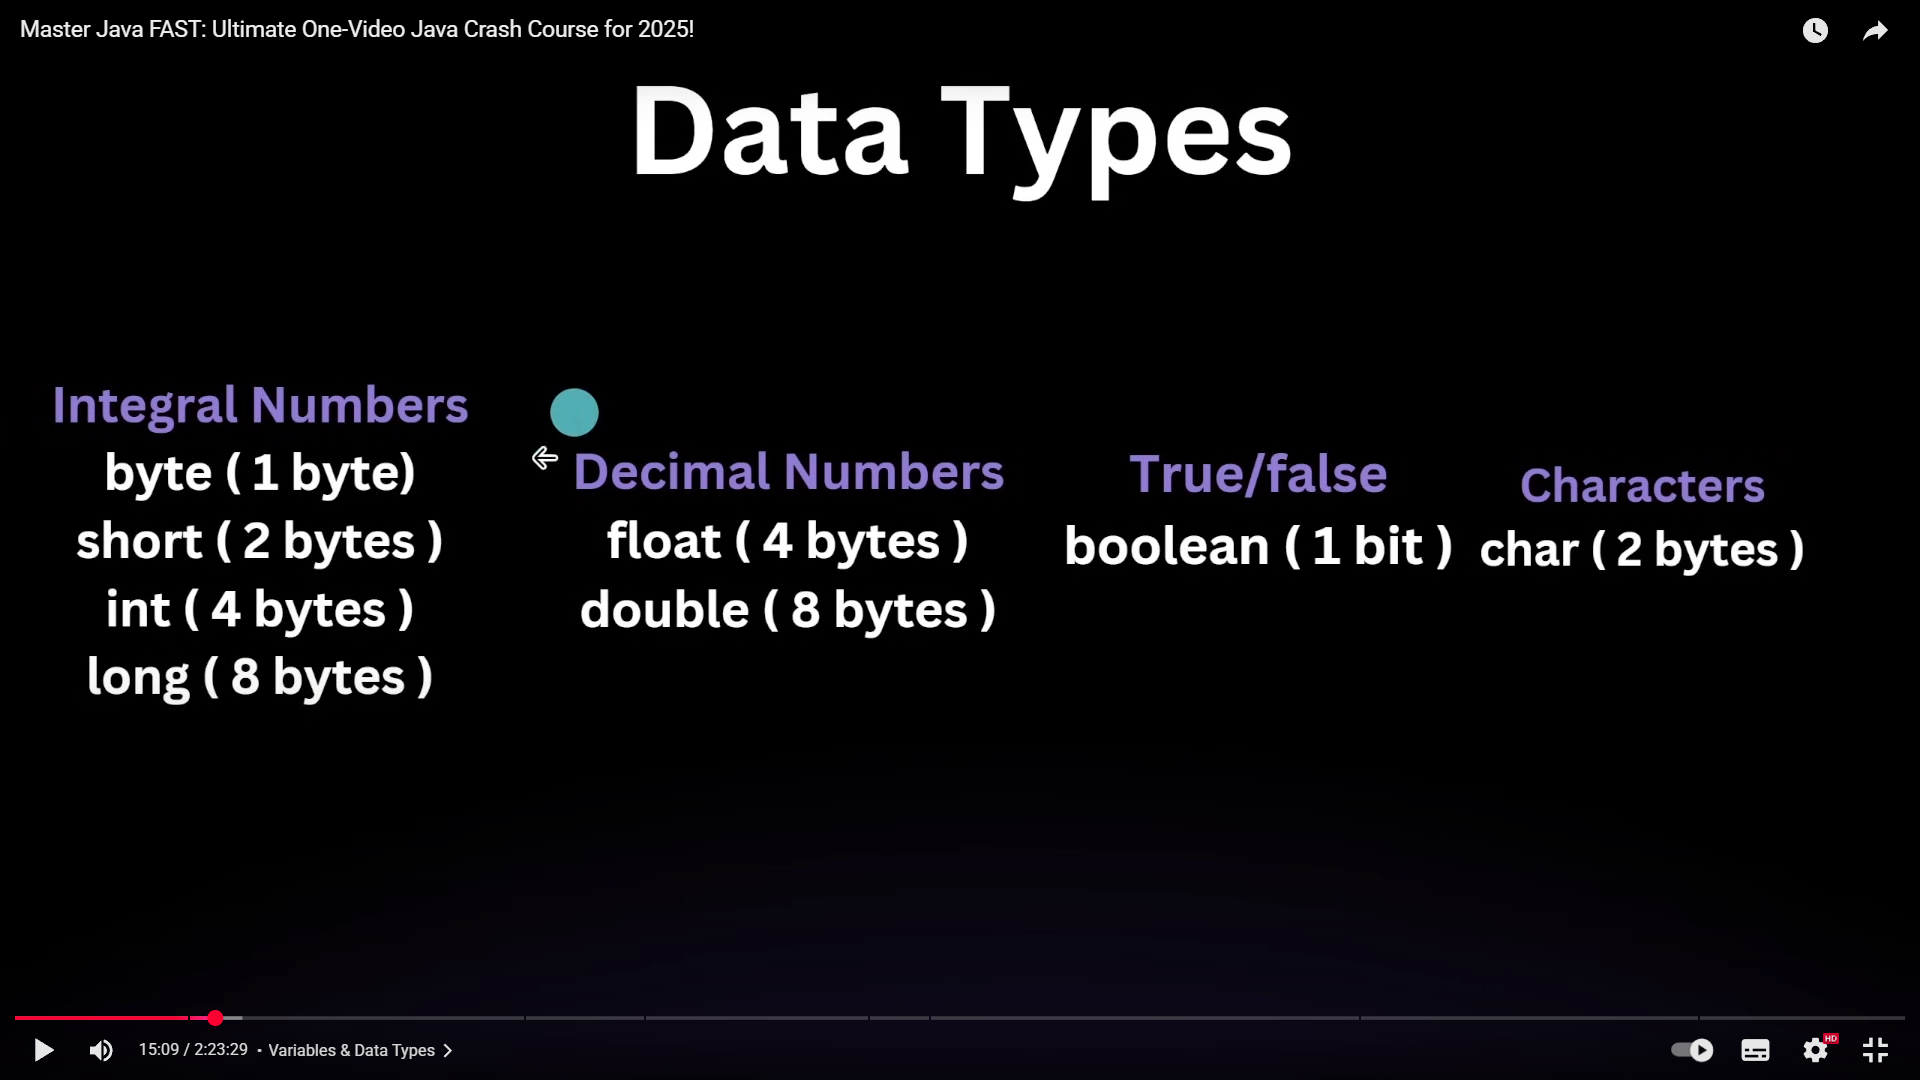 Master Java FAST: Ultimate One-Video Java Crash Course for 2025!
Data Types
Integral Numbers
byte ( 1 byte)
short ( 2 bytes )
int ( 4 bytes )
long ( 8 bytes )
Decimal Numbers
float ( 4 bytes )
double ( 8 bytes )
True/false
boolean ( 1 bit )
Characters
char ( 2 bytes )
15:09 / 2:23:29 • Variables & Data Types
HD